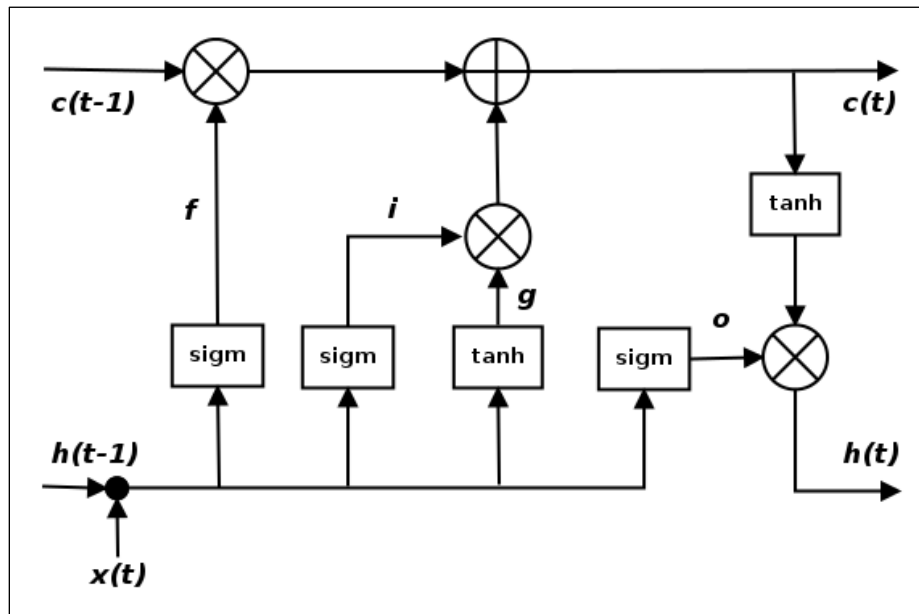 c(t-1)
c(t)
tanh
f
i
g
o
sigm
sigm
tanh
sigm
h(t-1)
h(t)
x(t)